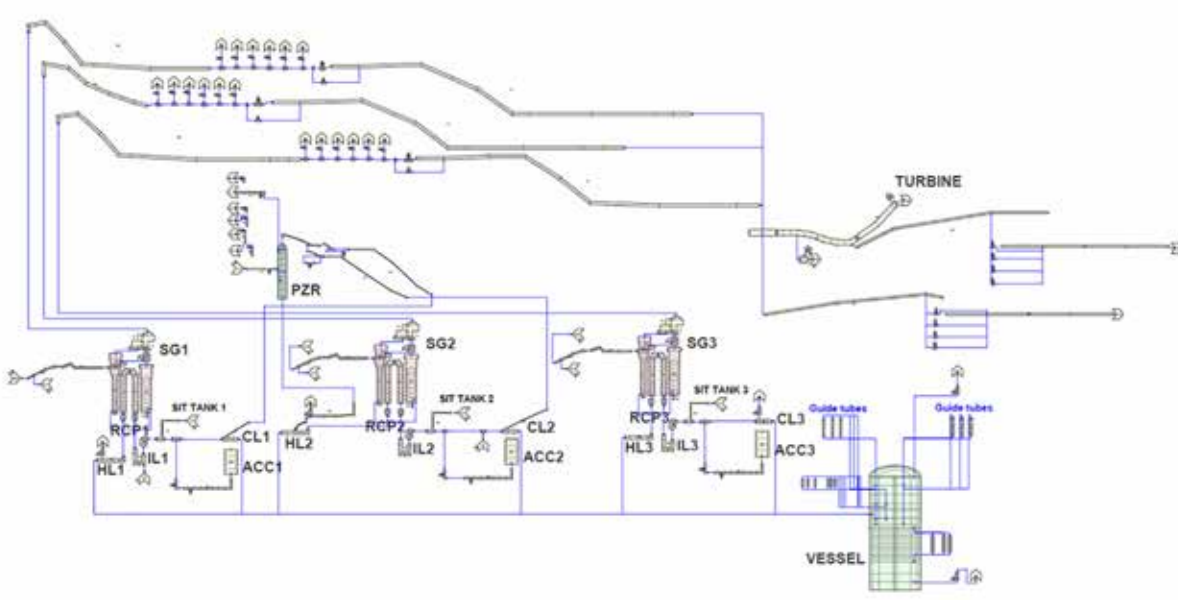 TURBINE
PZR
SG1
SG2
SG3
SIT TANK 1
SIT TANK 2
SIT TANK 3
RCP1
RCP2
RCP3
CL1
CL2
CL3
HL1
IL1
HL2
IL2
HL3
IL3
ACC1
ACC2
ACC3
Guide tubes
Guide tubes
VESSEL